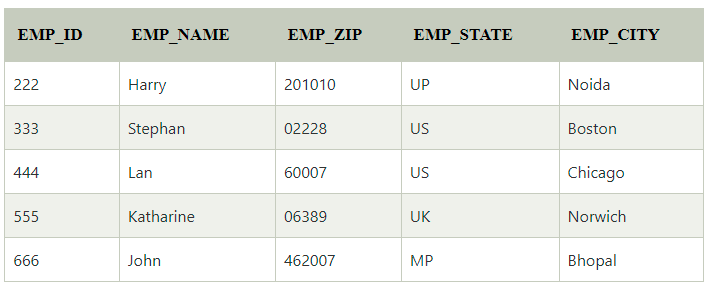 EMP_ID EMP_NAME EMP_ZIP EMP_STATE EMP_CITY
222 Harry 201010 UP Noida
333 Stephan 02228 US Boston
444 Lan 60007 US Chicago
555 Katharine 06389 UK Norwich
666 John 462007 MP Bhopal